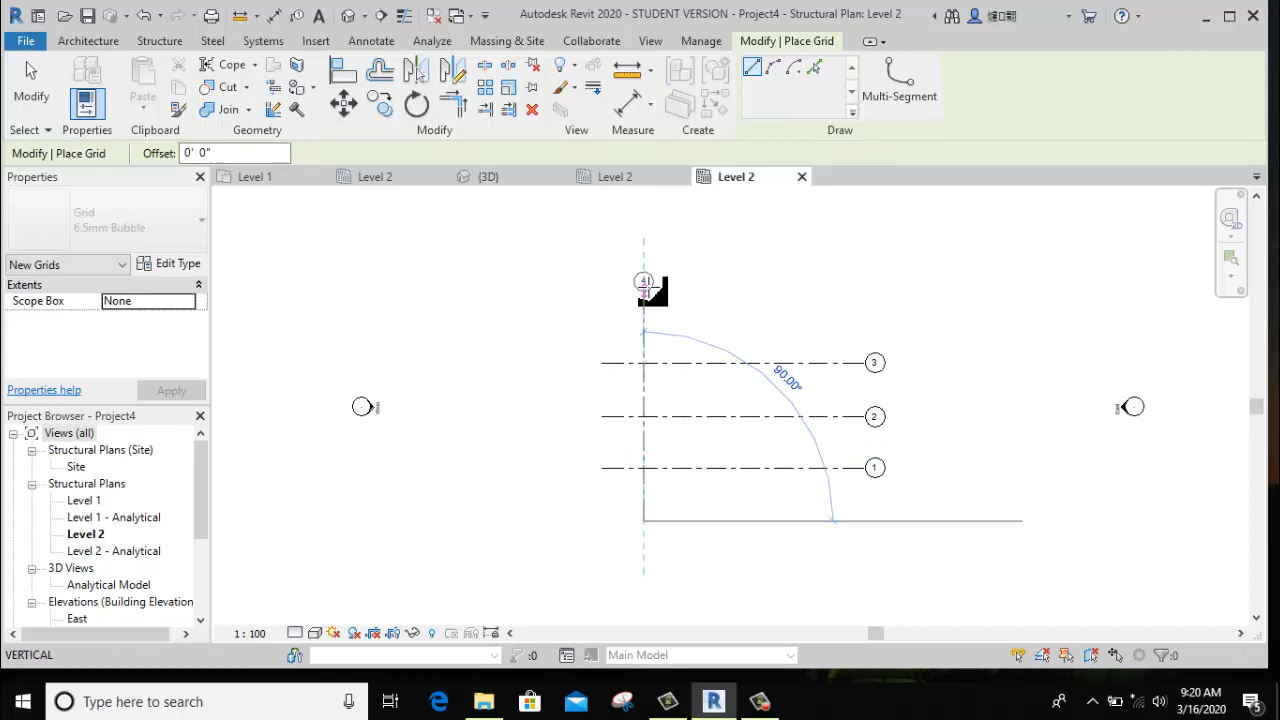 Autodesk Revit 2020 - STUDENT VERSION - Project4 - Structural Plan: Level 2
File Architecture Structure Steel Systems Insert Annotate Analyze Massing & Site Collaborate View Manage Modify | Place Grid
Modify Paste Cope Cut Join Multi-Segment
Select Properties Clipboard Geometry Modify View Measure Create Draw
Modify | Place Grid Offset: 0' 0"
Properties Level 1 Level 2 {3D} Level 2 Level 2
Grid
6.5mm Bubble
New Grids Edit Type
Extents
Scope Box None
Properties help Apply
Project Browser - Project4
Views (all)
Structural Plans (Site)
Site
Structural Plans
Level 1
Level 1 - Analytical
Level 2
Level 2 - Analytical
3D Views
Analytical Model
Elevations (Building Elevation
East
2D
3
90.00°
2
1
West
East
1 : 100
VERTICAL :0 Main Model :0
Type here to search
9:20 AM
3/16/2020
5